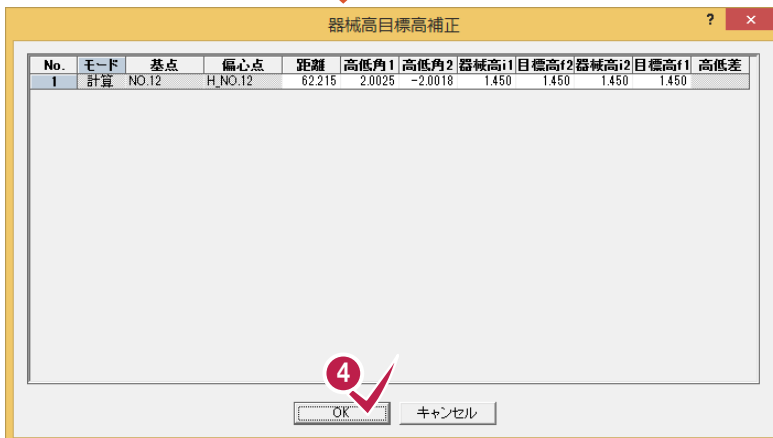 器械高目標高補正 ? ×
No. モード 基点 偏心点 距離 高低角1 高低角2 器械高i1 目標高f2 器械高i2 目標高f1 高低差
1 計算 NO.12 H_NO.12 62.215 2.0025 -2.0018 1.450 1.450 1.450 1.450
4
OK キャンセル